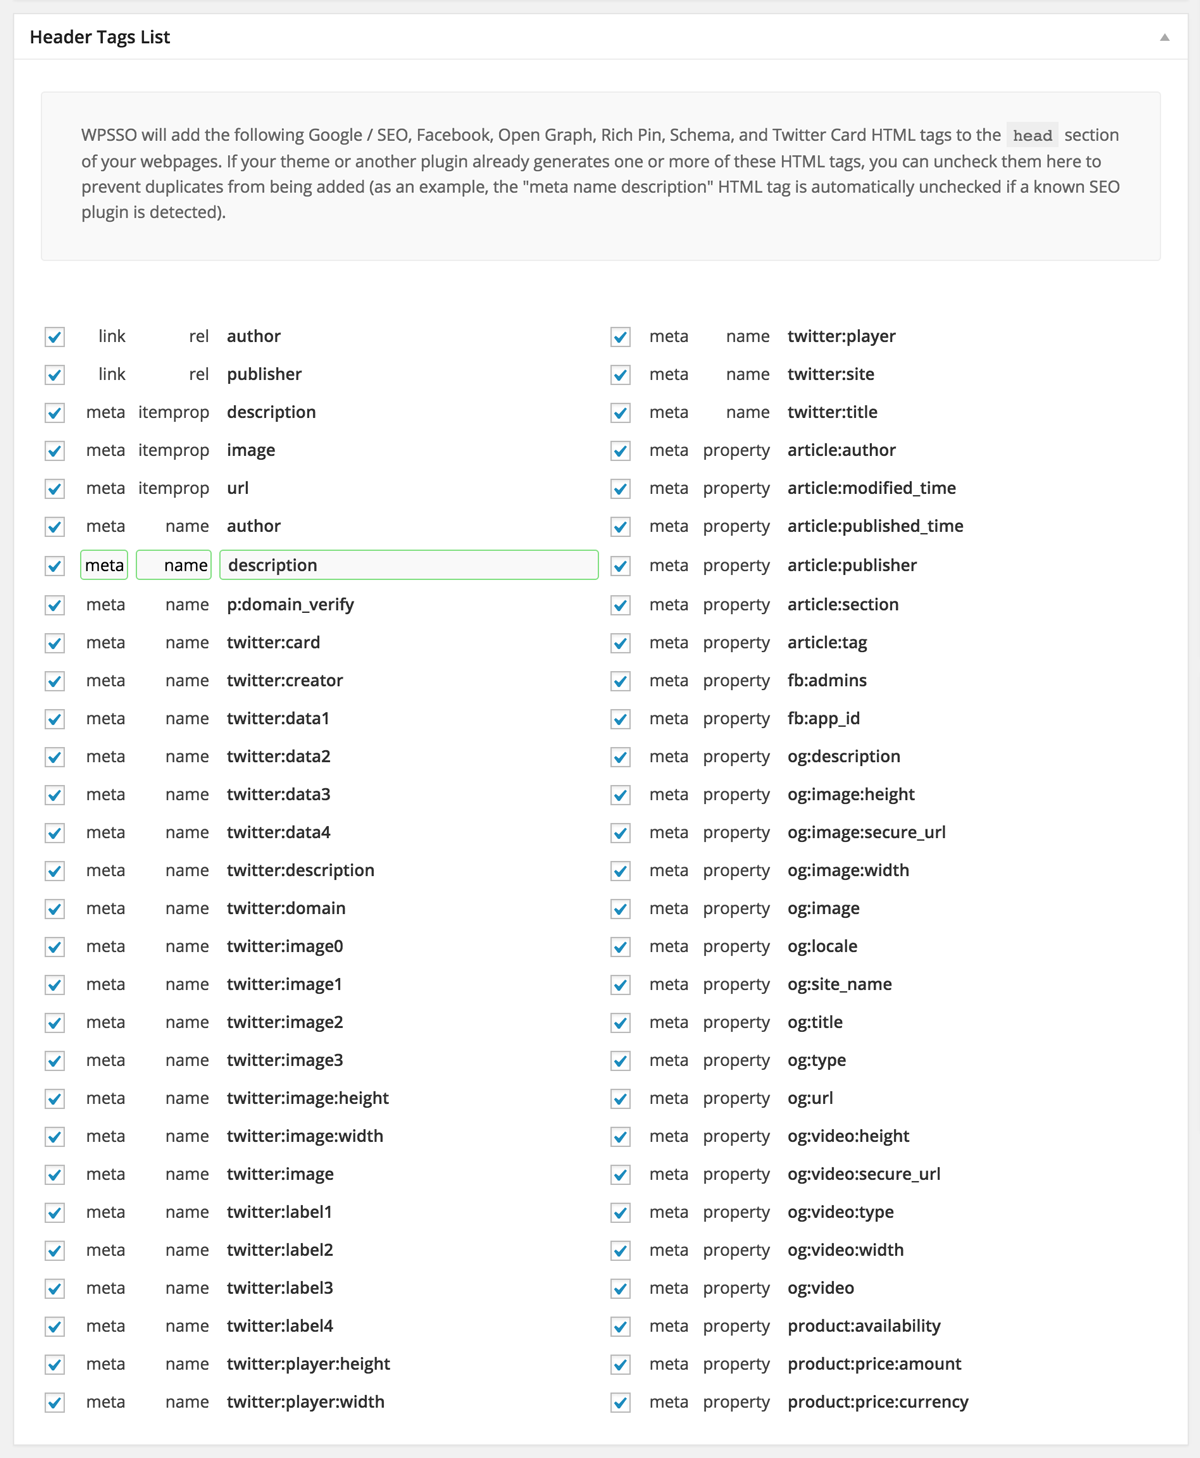 Header Tags List
WPSSO will add the following Google / SEO, Facebook, Open Graph, Rich Pin, Schema, and Twitter Card HTML tags to the head section
of your webpages. If your theme or another plugin already generates one or more of these HTML tags, you can uncheck them here to
prevent duplicates from being added (as an example, the "meta name description" HTML tag is automatically unchecked if a known SEO
plugin is detected).
link rel author
link rel publisher
meta itemprop description
meta itemprop image
meta itemprop url
meta name author
meta name description
meta name p:domain_verify
meta name twitter:card
meta name twitter:creator
meta name twitter:data1
meta name twitter:data2
meta name twitter:data3
meta name twitter:data4
meta name twitter:description
meta name twitter:domain
meta name twitter:image0
meta name twitter:image1
meta name twitter:image2
meta name twitter:image3
meta name twitter:image:height
meta name twitter:image:width
meta name twitter:image
meta name twitter:label1
meta name twitter:label2
meta name twitter:label3
meta name twitter:label4
meta name twitter:player:height
meta name twitter:player:width
meta name twitter:player
meta name twitter:site
meta name twitter:title
meta property article:author
meta property article:modified_time
meta property article:published_time
meta property article:publisher
meta property article:section
meta property article:tag
meta property fb:admins
meta property fb:app_id
meta property og:description
meta property og:image:height
meta property og:image:secure_url
meta property og:image:width
meta property og:image
meta property og:locale
meta property og:site_name
meta property og:title
meta property og:type
meta property og:url
meta property og:video:height
meta property og:video:secure_url
meta property og:video:type
meta property og:video:width
meta property og:video
meta property product:availability
meta property product:price:amount
meta property product:price:currency